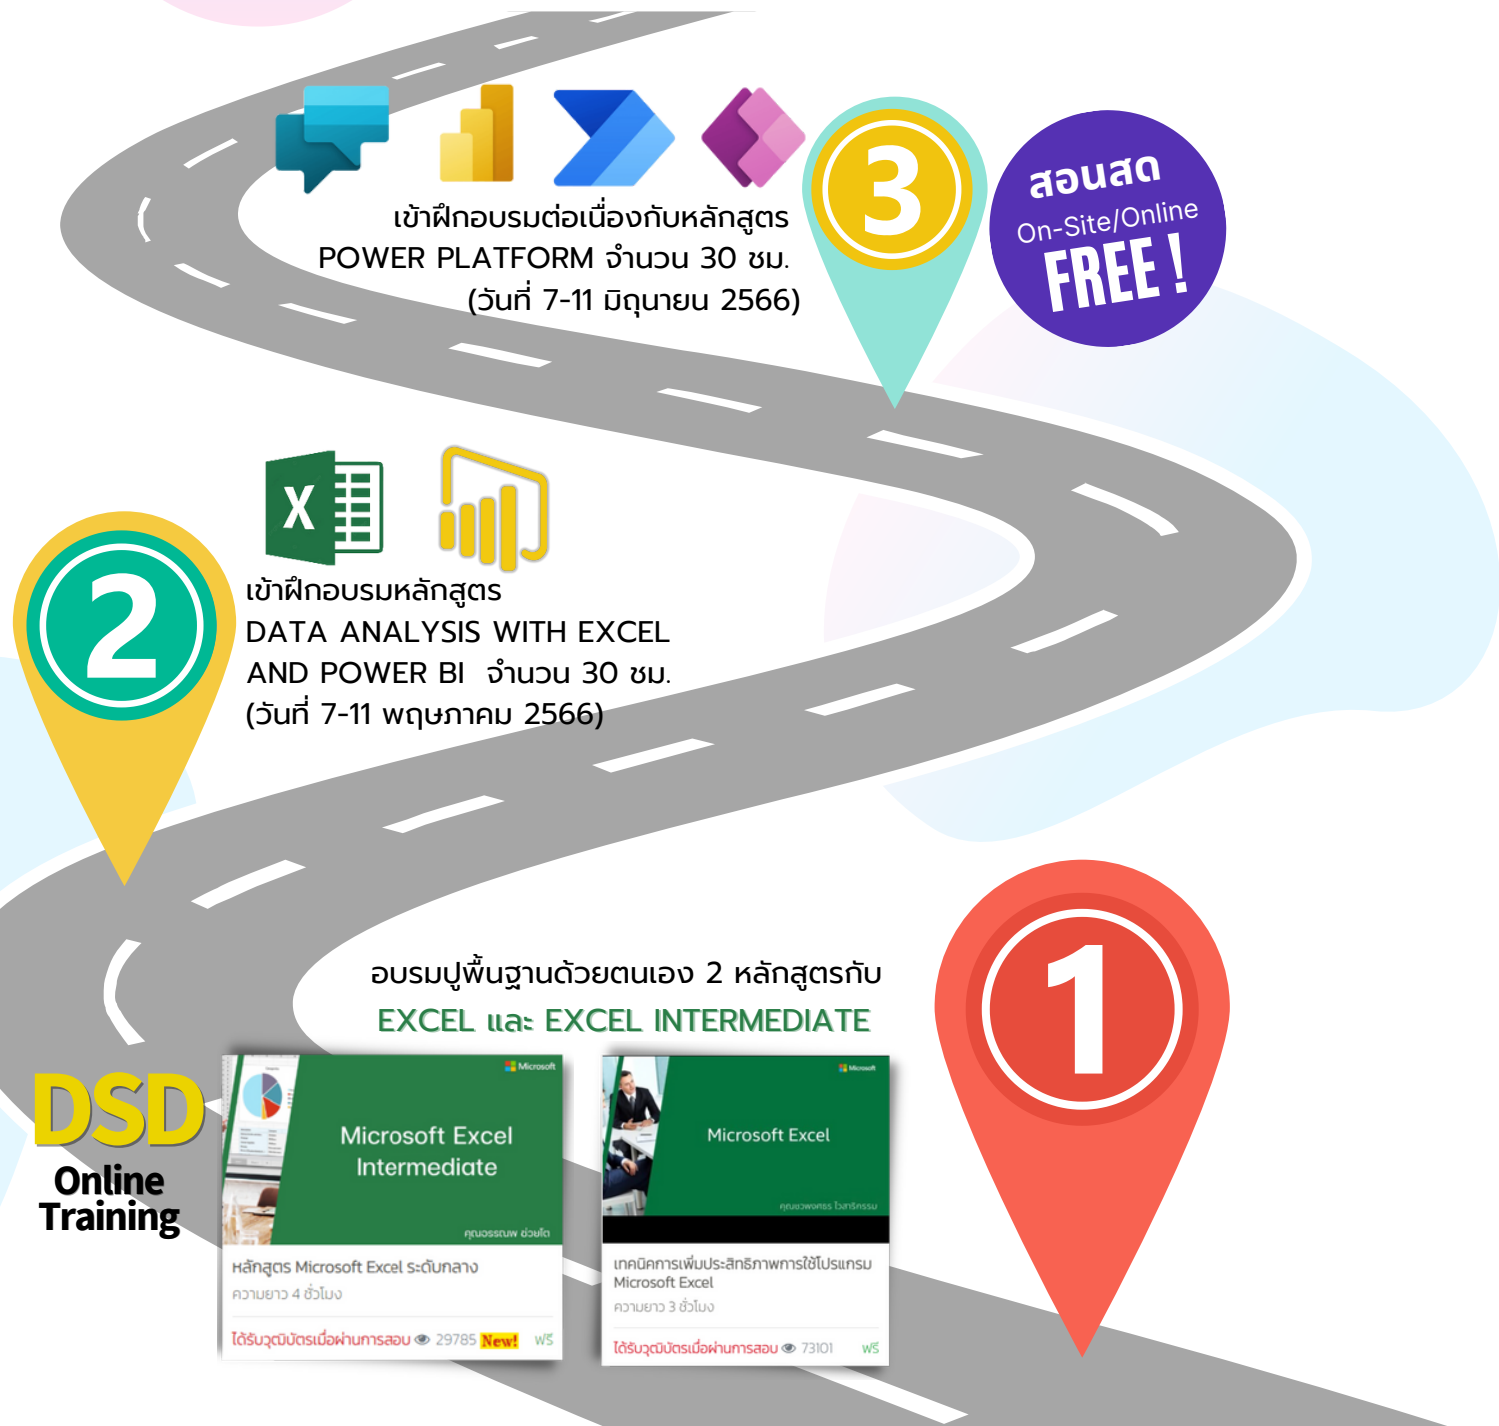 เข้าฝึกอบรมต่อเนื่องกับหลักสูตร
POWER PLATFORM จำนวน 30 ชม.
(วันที่ 7-11 มิถุนายน 2566)
3
สอนสด
On-Site/Online
FREE !
X
2
เข้าฝึกอบรมหลักสูตร
DATA ANALYSIS WITH EXCEL
AND POWER BI จำนวน 30 ชม.
(วันที่ 7-11 พฤษภาคม 2566)
1
อบรมปูพื้นฐานด้วยตนเอง 2 หลักสูตรกับ
EXCEL และ EXCEL INTERMEDIATE
DSD
Online
Training
Microsoft
Microsoft Excel
Intermediate
คุณอรรณพ ช่วยโต
หลักสูตร Microsoft Excel ระดับกลาง
ความยาว 4 ชั่วโมง
ได้รับวุฒิบัตรเมื่อผ่านการสอบ 29785 New! ฟรี
Microsoft
Microsoft Excel
เทคนิคการเพิ่มประสิทธิภาพการใช้โปรแกรม
Microsoft Excel
ความยาว 3 ชั่วโมง
ได้รับวุฒิบัตรเมื่อผ่านการสอบ 73101 ฟรี